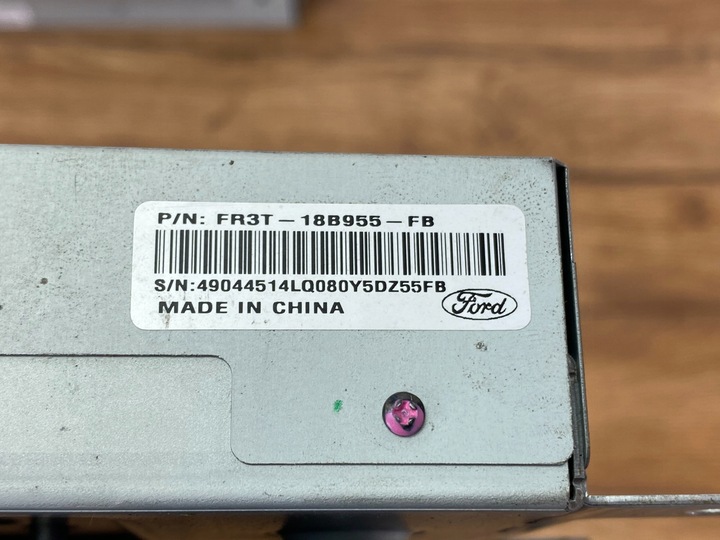 P/N: FR3T-18B955-FB
S/N:49044514LQ080Y5DZ55FB
MADE IN CHINA
Ford